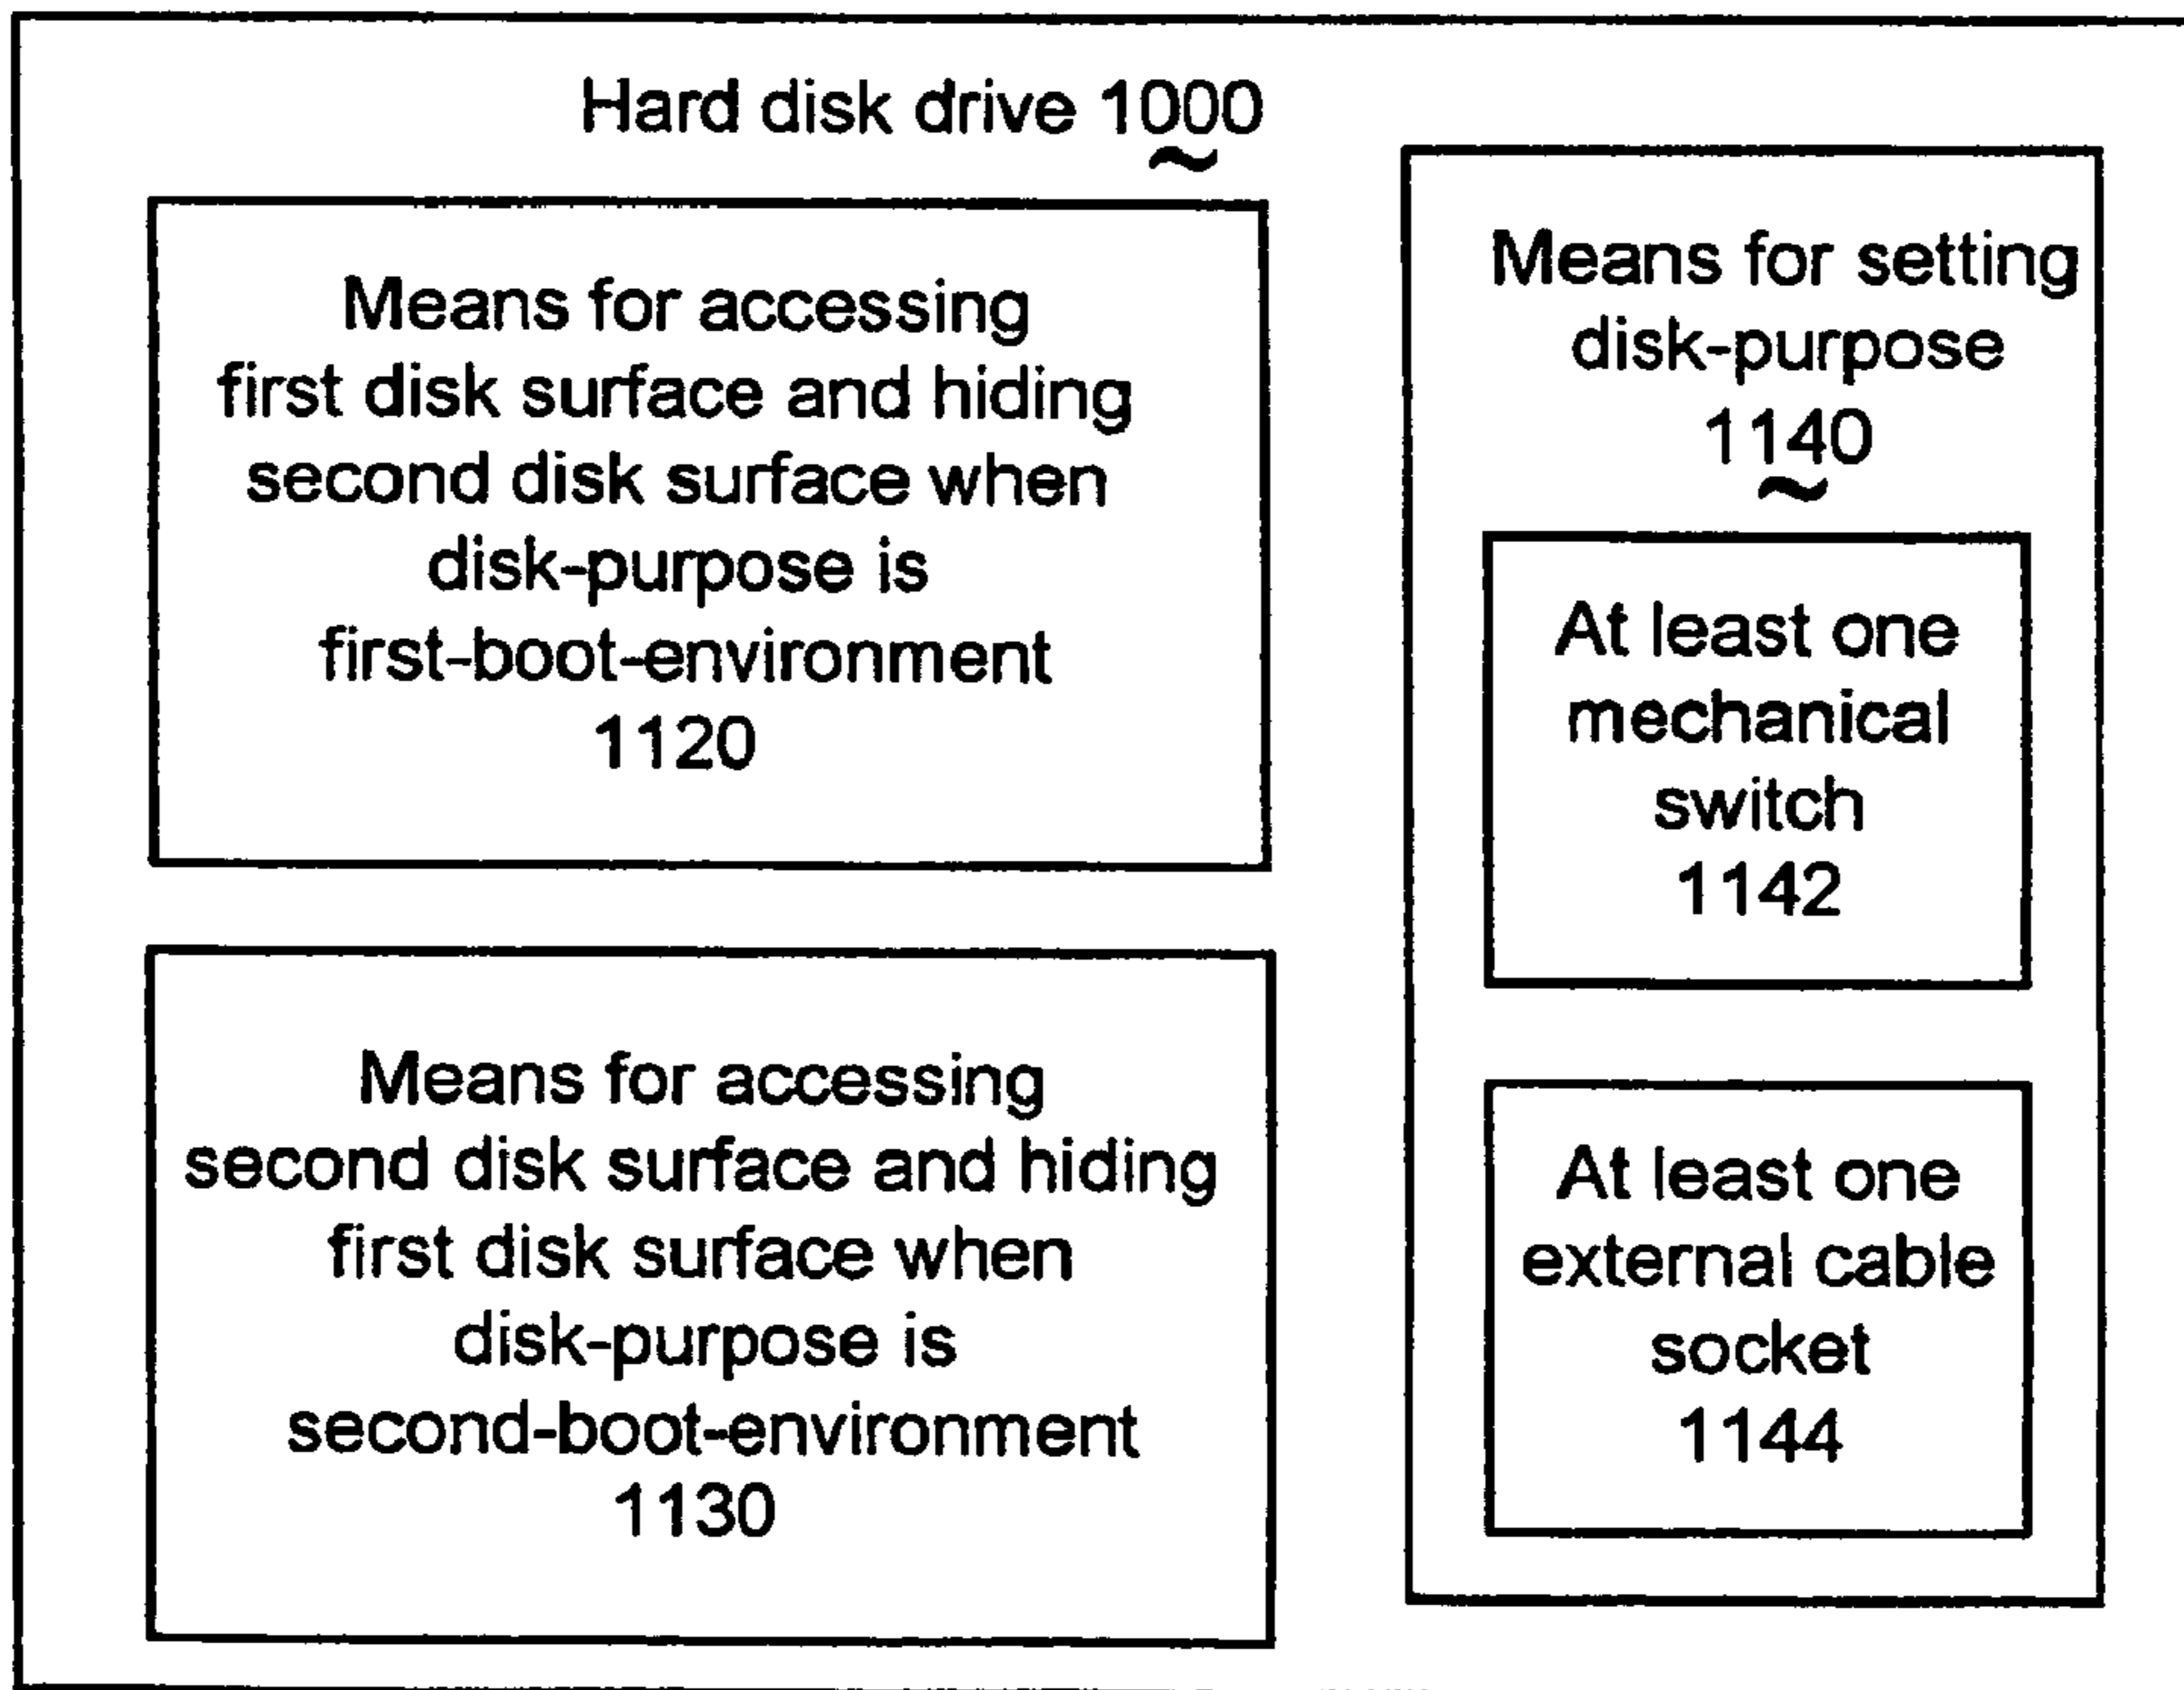 Hard disk drive 1000
Means for accessing
first disk surface and hiding
second disk surface when
disk-purpose is
first-boot-environment
1120
Means for accessing
second disk surface and hiding
first disk surface when
disk-purpose is
second-boot-environment
1130
Means for setting
disk-purpose
1140
At least one
mechanical
switch
1142
At least one
external cable
socket
1144